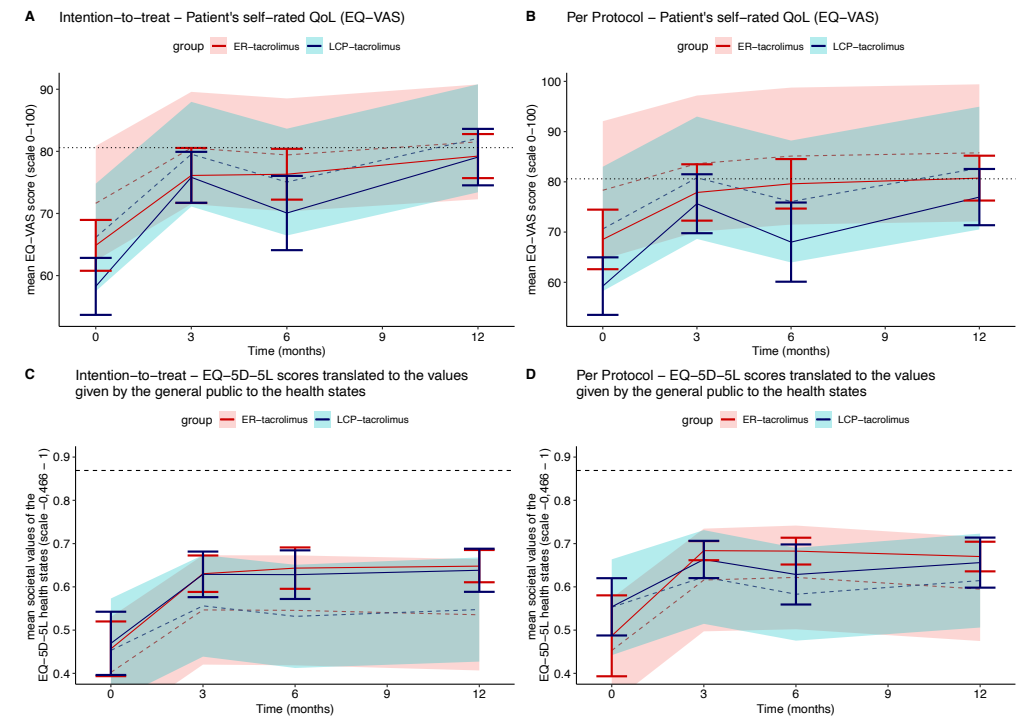 A Intention−to−treat − Patient's self−rated QoL (EQ−VAS)
group ER−tacrolimus LCP−tacrolimus
mean EQ−VAS score (scale 0−100)
90
80
70
60
0 3 6 9 12
Time (months)
B Per Protocol − Patient's self−rated QoL (EQ−VAS)
group ER−tacrolimus LCP−tacrolimus
mean EQ−VAS score (scale 0−100)
100
90
80
70
60
0 3 6 9 12
Time (months)
C Intention−to−treat − EQ−5D−5L scores translated to the values
given by the general public to the health states
group ER−tacrolimus LCP−tacrolimus
mean societal values of the
EQ−5D−5L health states (scale −0,466 − 1)
0.9
0.8
0.7
0.6
0.5
0.4
0 3 6 9 12
Time (months)
D Per Protocol − EQ−5D−5L scores translated to the values
given by the general public to the health states
group ER−tacrolimus LCP−tacrolimus
mean societal values of the
EQ−5D−5L health states (scale −0,466 − 1)
0.9
0.8
0.7
0.6
0.5
0.4
0 3 6 9 12
Time (months)